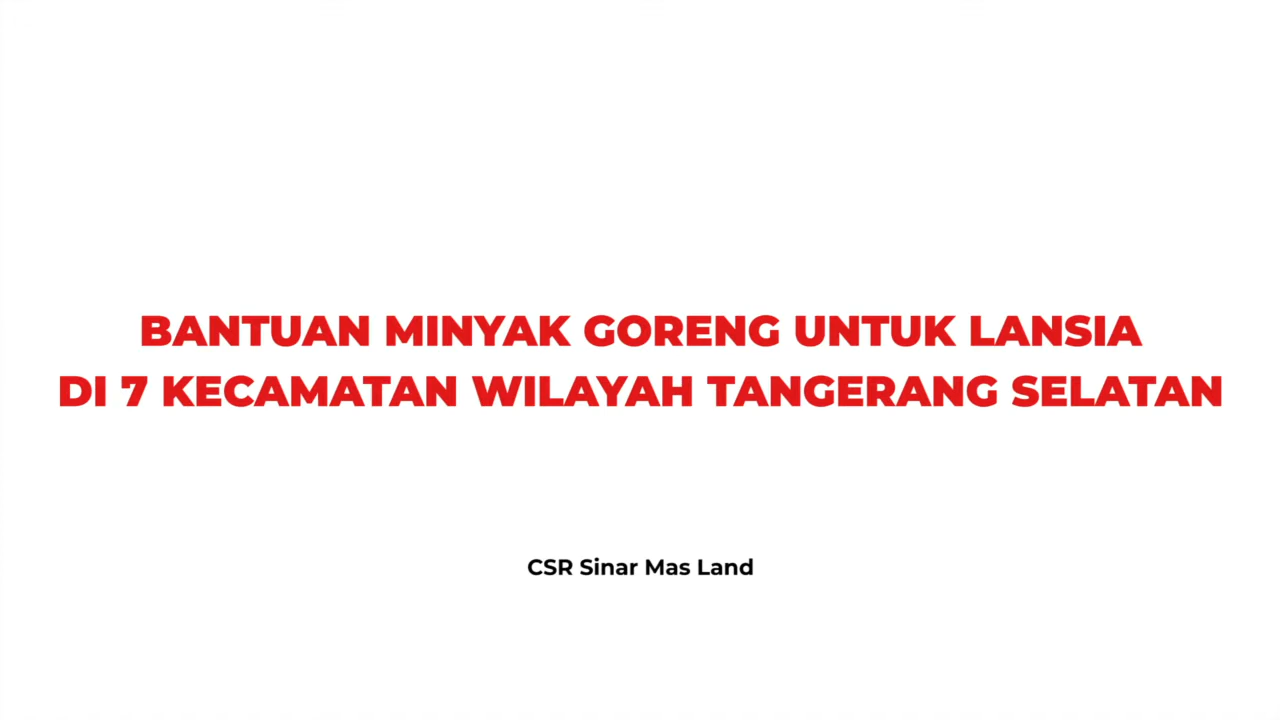 BANTUAN MINYAK GORENG UNTUK LANSIA
DI 7 KECAMATAN WILAYAH TANGERANG SELATAN
CSR Sinar Mas Land